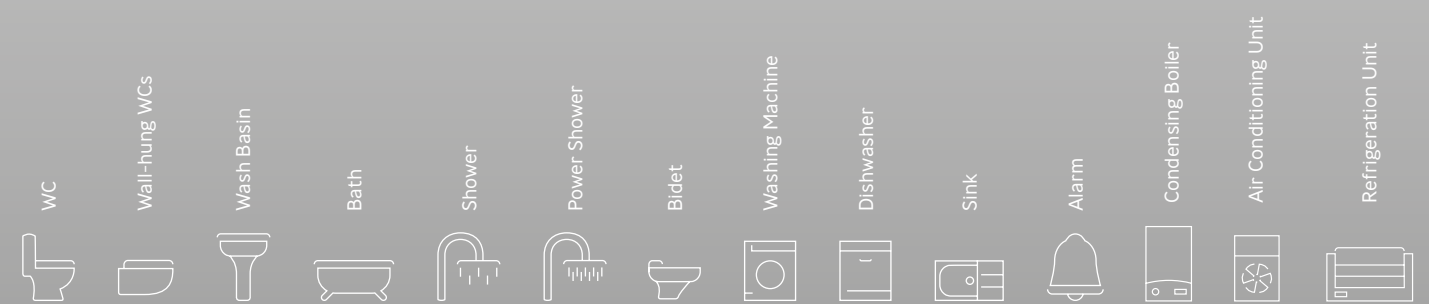 WC
Wall-hung WCs
Wash Basin
Bath
Shower
Power Shower
Bidet
Washing Machine
Dishwasher
Sink
Alarm
Condensing Boiler
Air Conditioning Unit
Refrigeration Unit